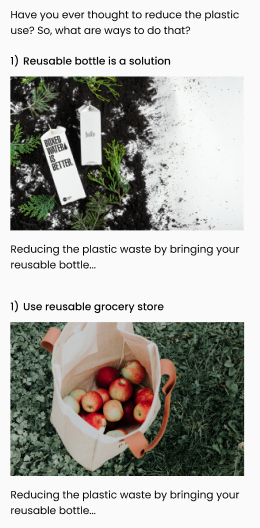 Have you ever thought to reduce the plastic
use? So, what are ways to do that?
1) Reusable bottle is a solution
BOXED
WATER
IS
BETTER.
Reducing the plastic waste by bringing your
reusable bottle...
1) Use reusable grocery store
Reducing the plastic waste by bringing your
reusable bottle...